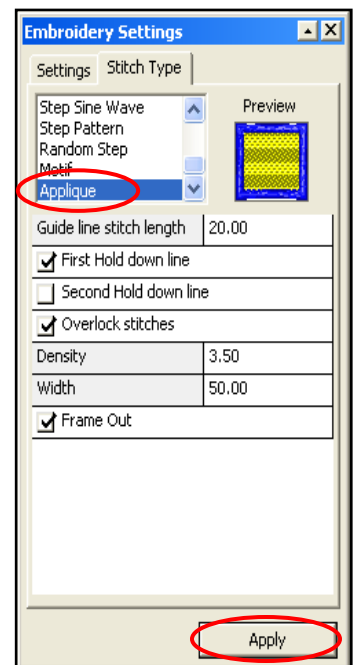 Embroidery Settings
Settings Stitch Type
Step Sine Wave
Step Pattern
Random Step
Motif
Applique
Preview
Guide line stitch length 20.00
First Hold down line
Second Hold down line
Overlock stitches
Density 3.50
Width 50.00
Frame Out
Apply